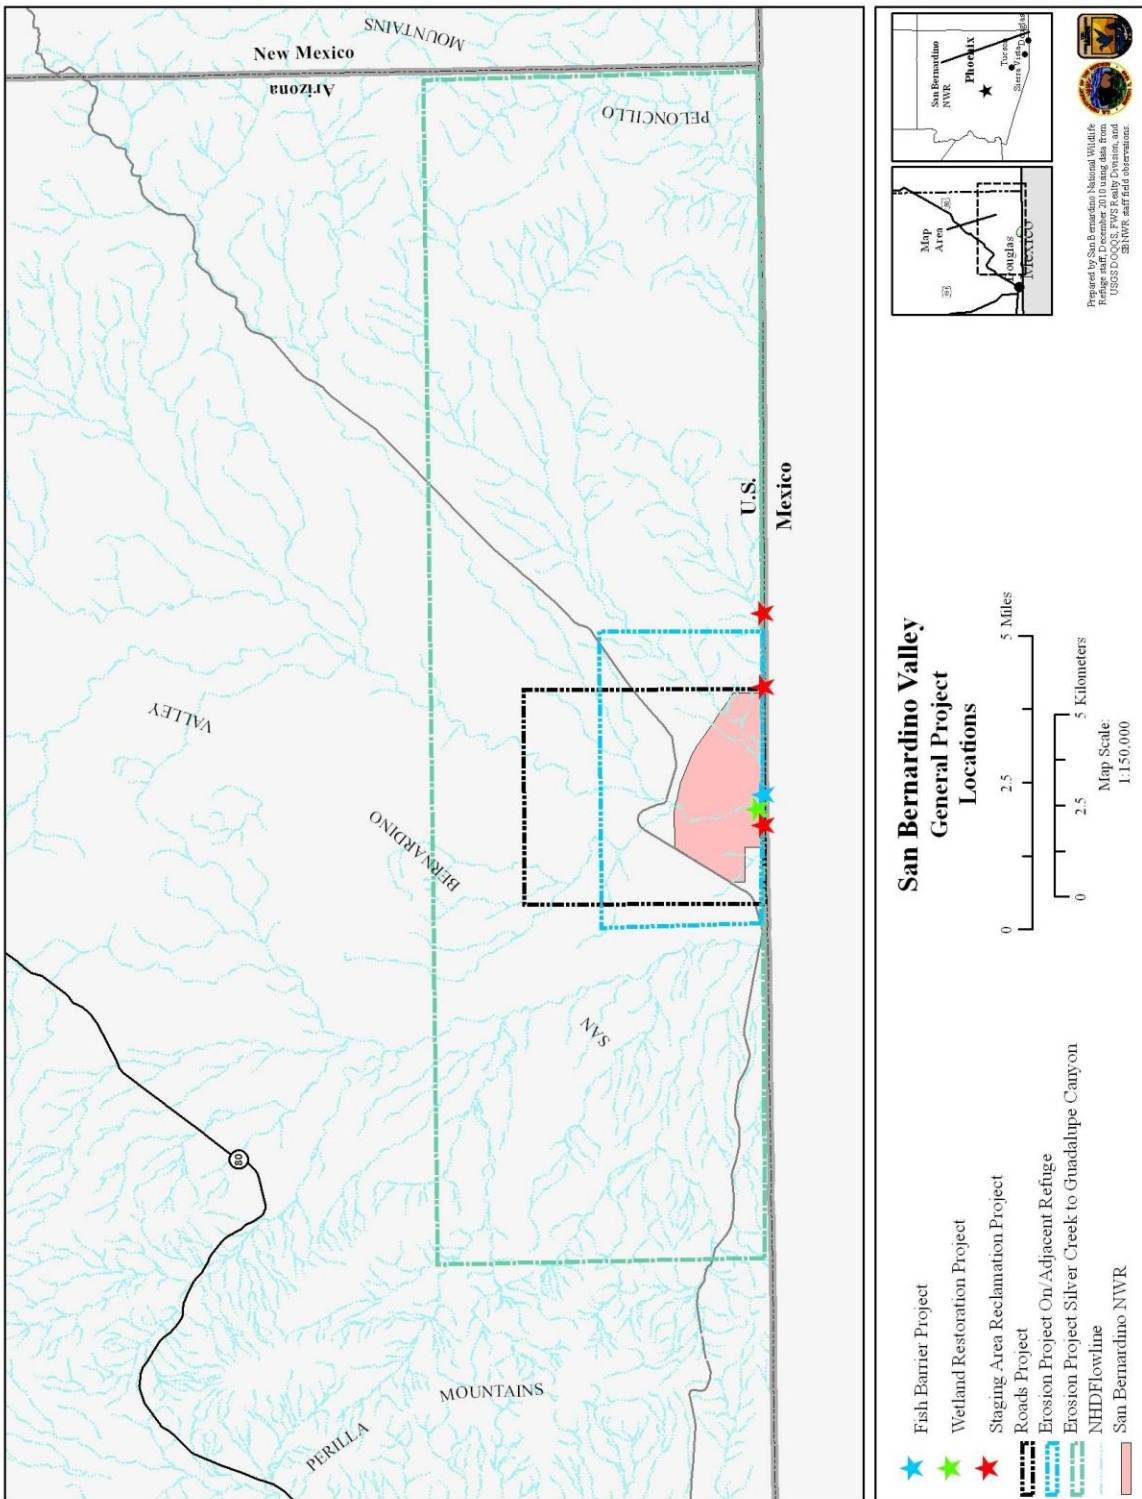 New Mexico
Arizona
MOUNTAINS
PELONCILLO
VALLEY
BERNARDINO
SAN
80
PERILLA
MOUNTAINS
U.S.
Mexico
San Bernardino Valley
General Project
Locations
0 2.5 5 Miles
0 2.5 5 Kilometers
Map Scale:
1:150,000
Fish Barrier Project
Wetland Restoration Project
Staging Area Reclamation Project
Roads Project
Erosion Project On/Adjacent Refuge
Erosion Project Silver Creek to Guadalupe Canyon
NHDFlowline
San Bernardino NWR
Map
Area
Douglas
Mexico
San Bernardino
NWR
Phoenix
Tucson
Sierra Vista
Douglas
Prepared by San Bernardino National Wildlife
Refuge staff, December 2010 using data from
USGS DOQQS, FWS Realty Division, and
SBNWR staff field observations.